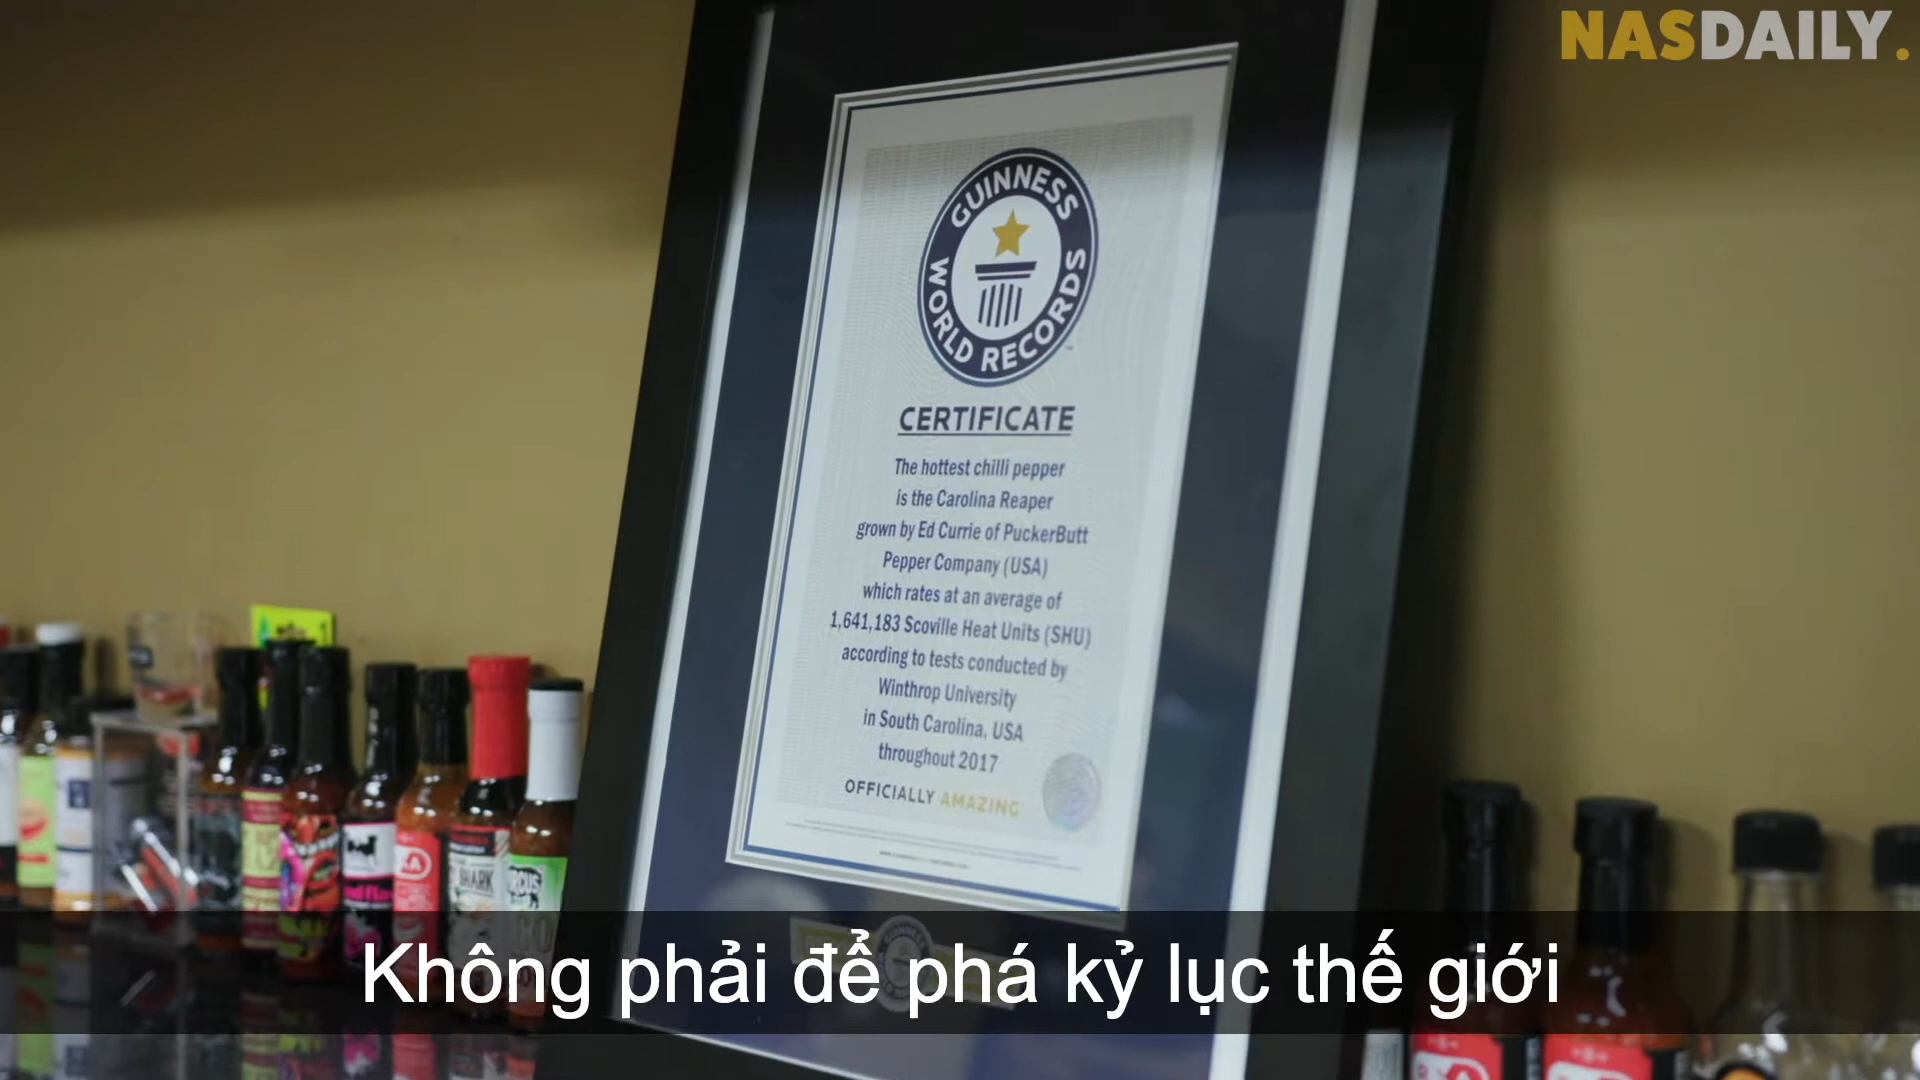 NASDAILY.
GUINNESS
WORLD RECORDS
CERTIFICATE
The hottest chilli pepper
is the Carolina Reaper
grown by Ed Currie of PuckerButt
Pepper Company (USA)
which rates at an average of
1,641,183 Scoville Heat Units (SHU)
according to tests conducted by
Winthrop University
in South Carolina, USA
throughout 2017
OFFICIALLY AMAZING
SHARK
Không phải để phá kỷ lục thế giới